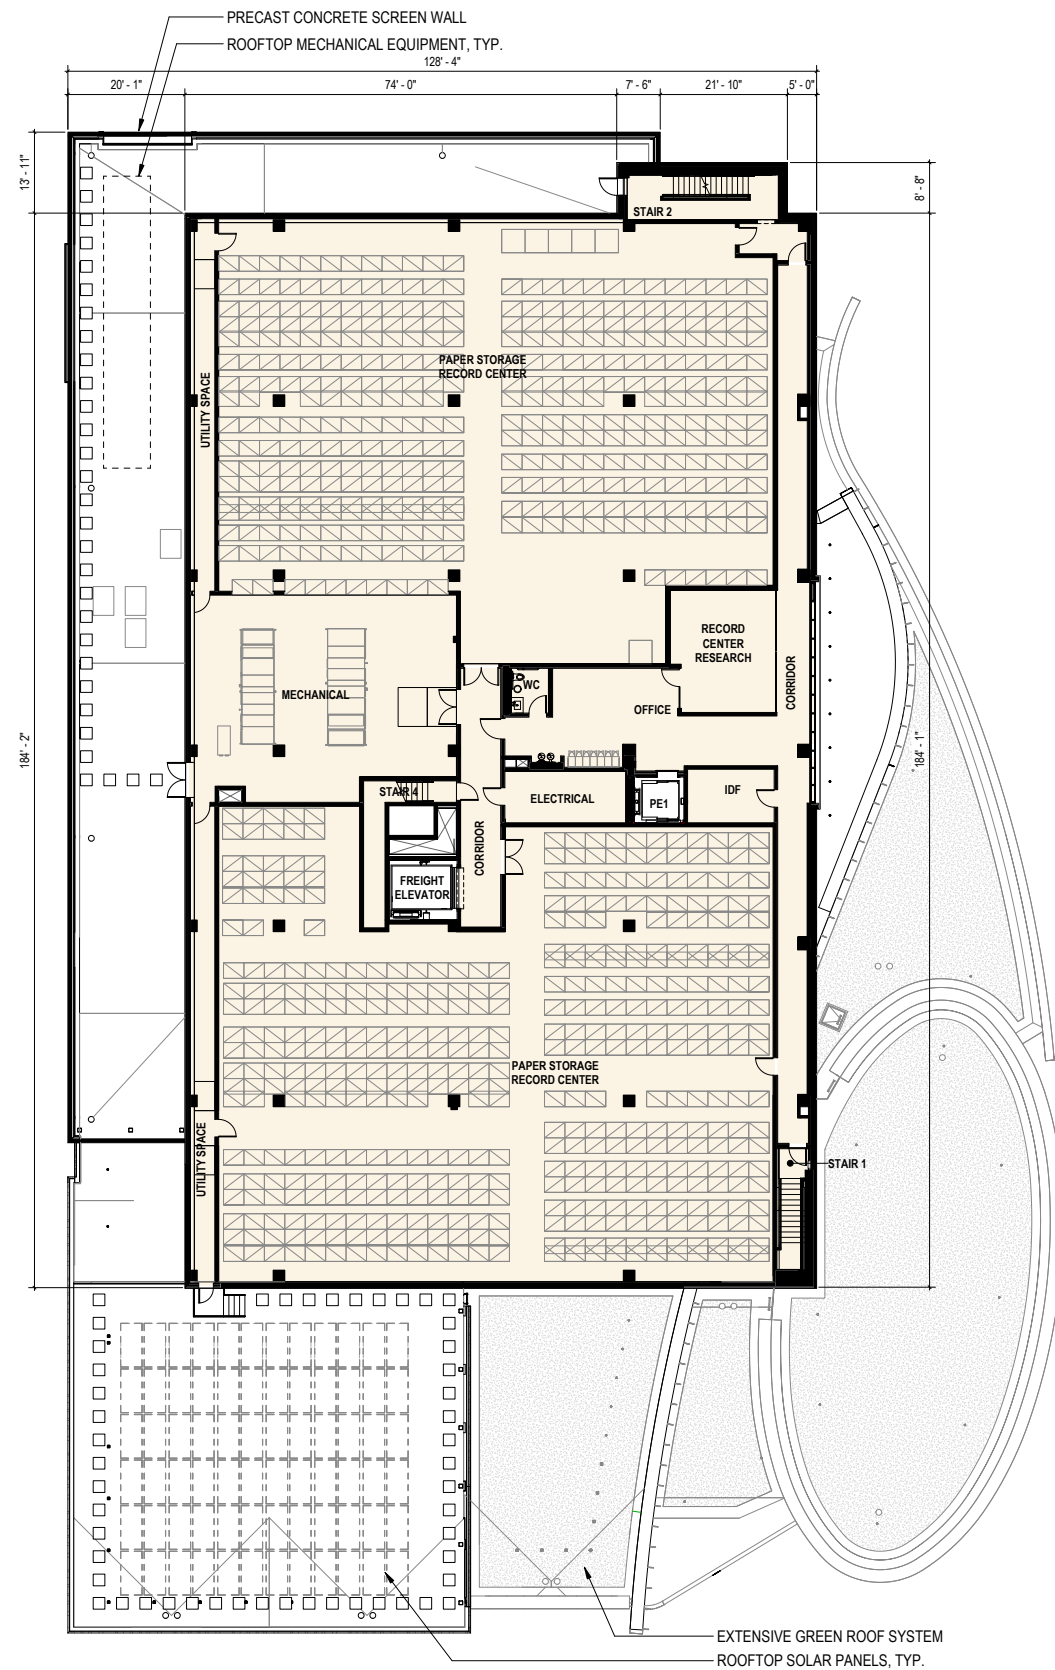 PRECAST CONCRETE SCREEN WALL
ROOFTOP MECHANICAL EQUIPMENT, TYP.
128' - 4"
20' - 1"
74' - 0"
7' - 6"
21' - 10"
5' - 0"
13' - 11"
8' - 8"
STAIR 2
PAPER STORAGE
RECORD CENTER
UTILITY SPACE
RECORD
CENTER
RESEARCH
CORRIDOR
WC
MECHANICAL
OFFICE
184' - 2"
184' - 1"
STAIR 4
ELECTRICAL
PE1
IDF
CORRIDOR
FREIGHT
ELEVATOR
PAPER STORAGE
RECORD CENTER
UTILITY SPACE
STAIR 1
EXTENSIVE GREEN ROOF SYSTEM
ROOFTOP SOLAR PANELS, TYP.